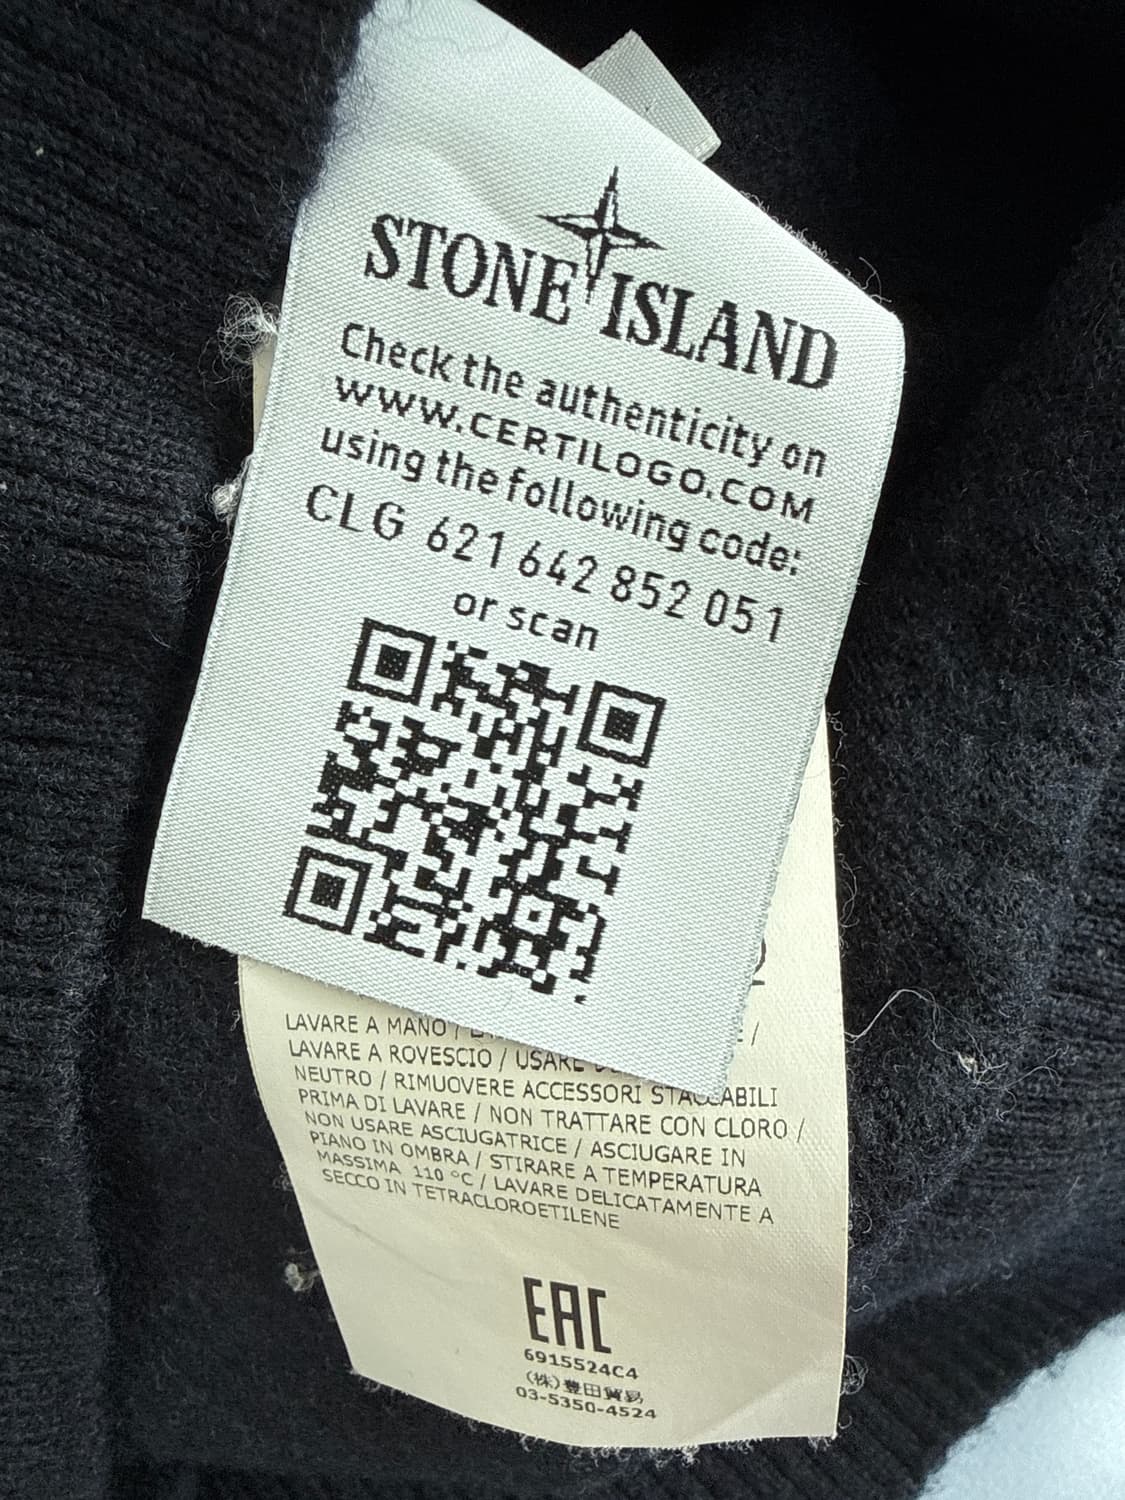 STONE ISLAND
Check the authenticity on
WWW.CERTILOGO.COM
using the following code:
CLG 621 642 852 051
or scan
LAVARE A MANO / /
LAVARE A ROVESCIO / USARE
NEUTRO / RIMUOVERE ACCESSORI STACCABILI
PRIMA DI LAVARE / NON TRATTARE CON CLORO /
NON USARE ASCIUGATRICE / ASCIUGARE IN
PIANO IN OMBRA / STIRARE A TEMPERATURA
MASSIMA 110 °C / LAVARE DELICATAMENTE A
SECCO IN TETRACLOROETILENE
EAC
6915524C4
(株)豊田貿易
03-5350-4524